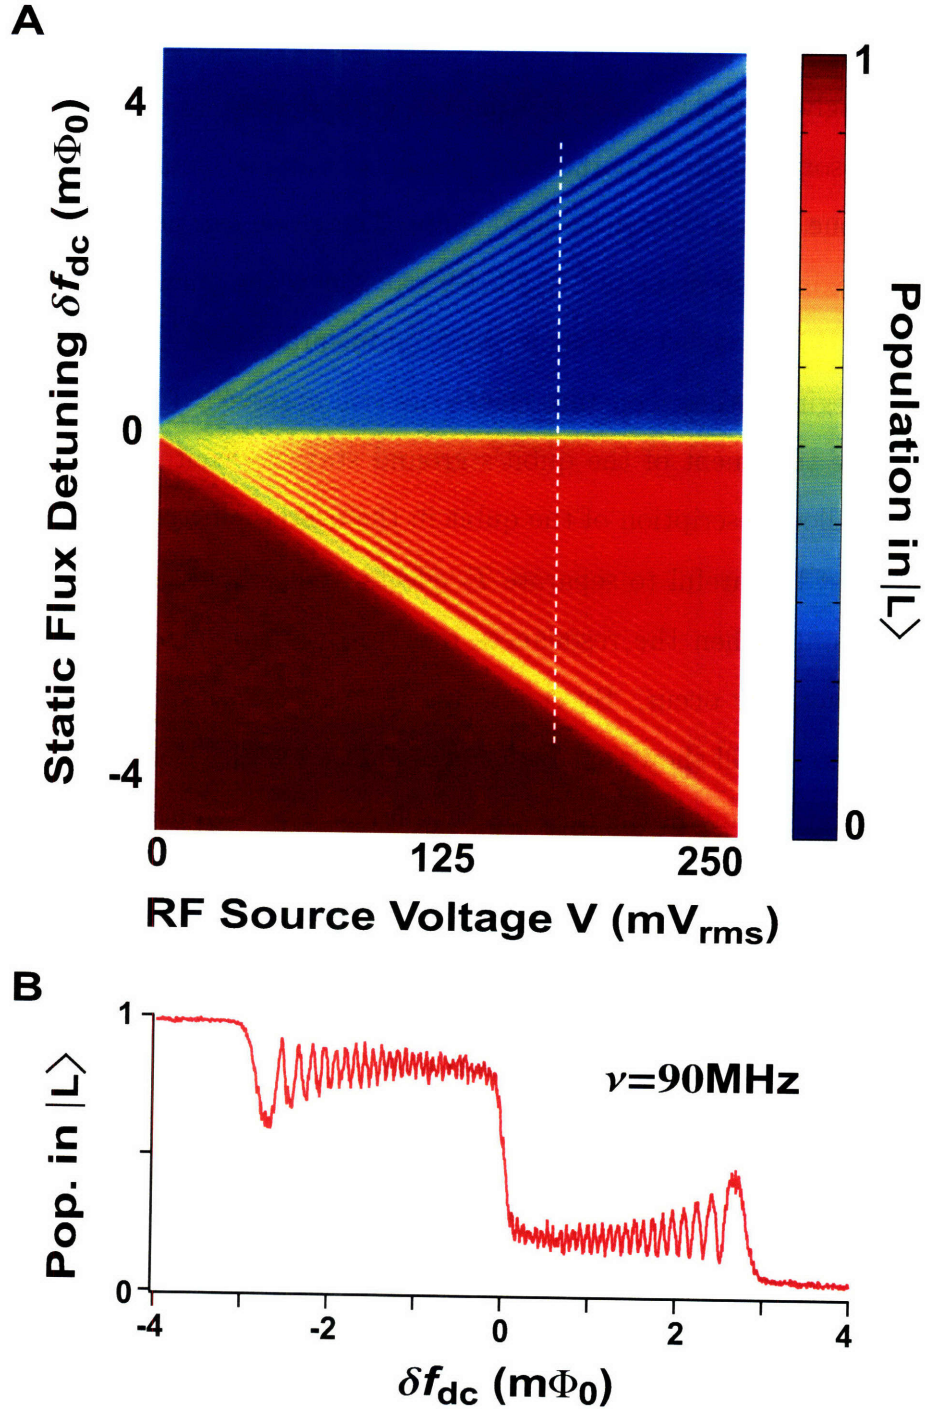 A
4
0
-4
Static Flux Detuning δf_dc (mΦ₀)
0
125
250
RF Source Voltage V (mV_rms)
1
0
Population in |L⟩
B
1
0
Pop. in |L⟩
ν=90MHz
-4
-2
0
2
4
δf_dc (mΦ₀)